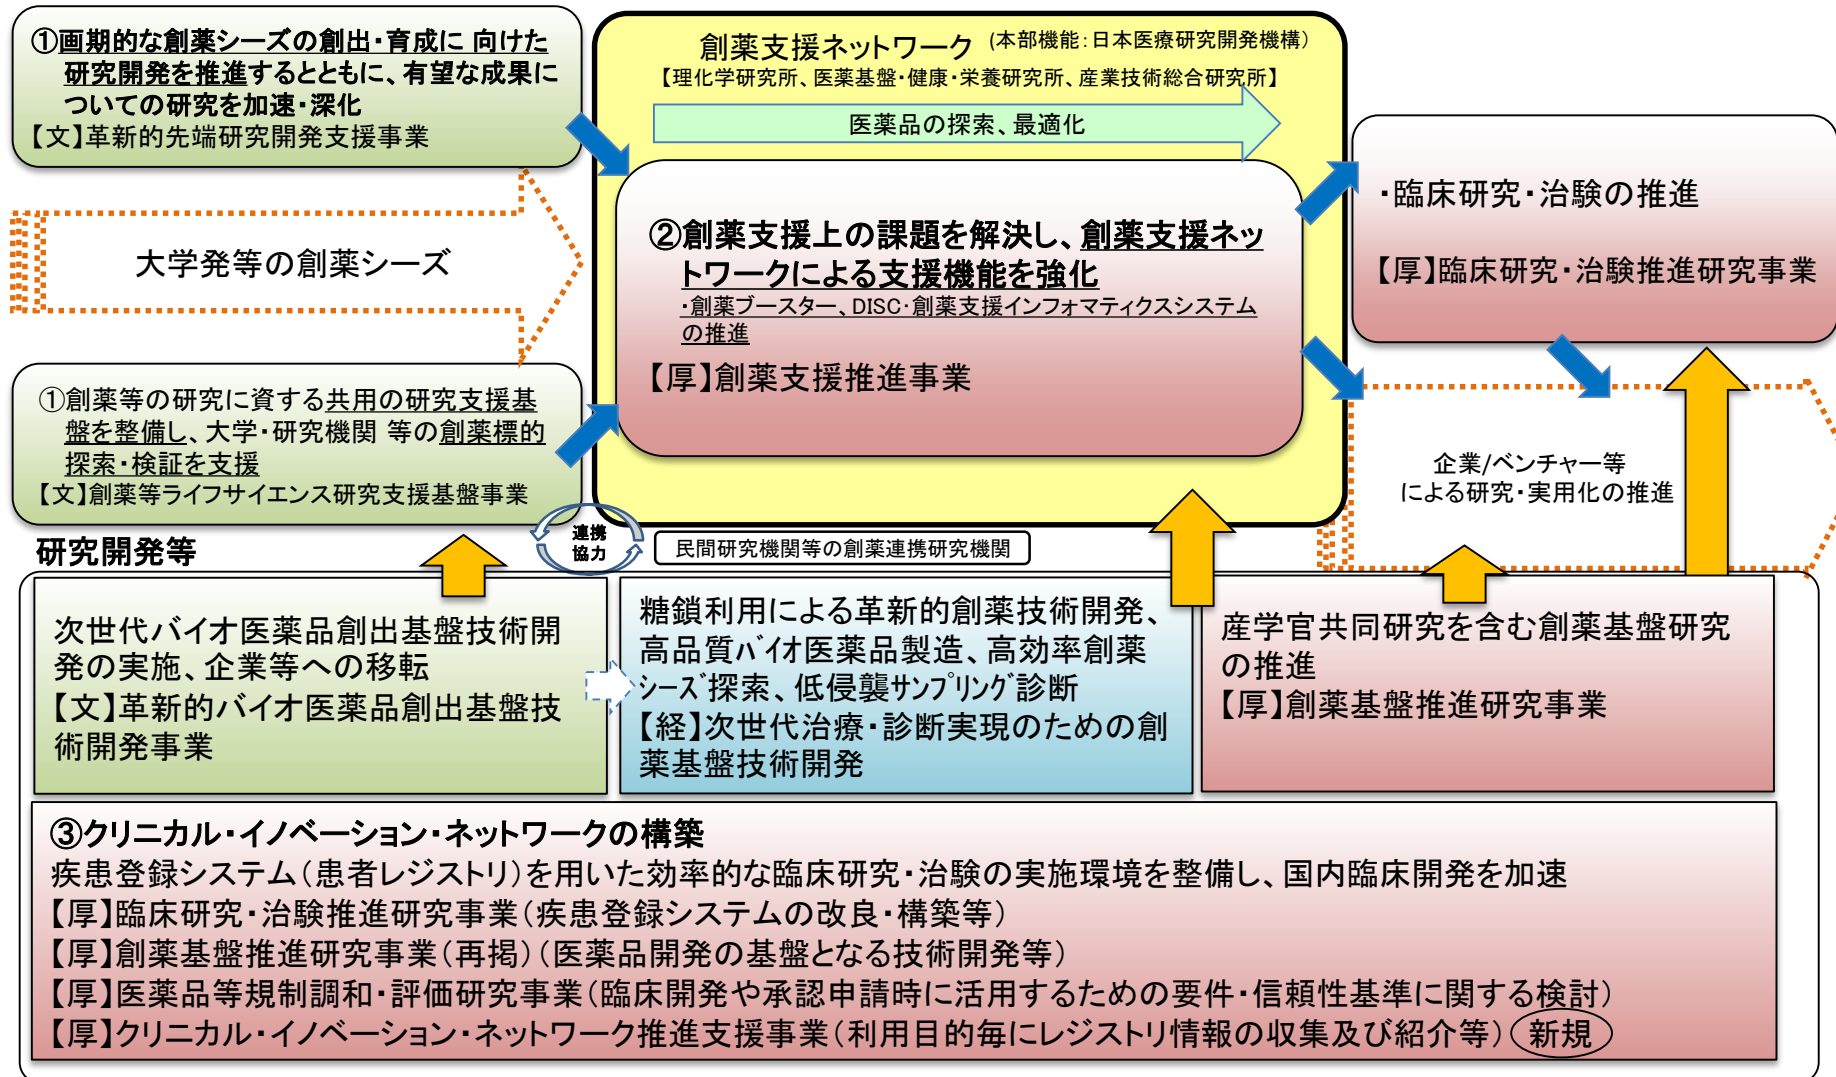 ①画期的な創薬シーズの創出・育成に 向けた
研究開発を推進するとともに、有望な成果に
ついての研究を加速・深化
【文】革新的先端研究開発支援事業
大学発等の創薬シーズ
①創薬等の研究に資する共用の研究支援基
盤を整備し、大学・研究機関 等の創薬標的
探索・検証を支援
【文】創薬等ライフサイエンス研究支援基盤事業
創薬支援ネットワーク (本部機能：日本医療研究開発機構)
【理化学研究所、医薬基盤・健康・栄養研究所、産業技術総合研究所】
医薬品の探索、最適化
②創薬支援上の課題を解決し、創薬支援ネッ
トワークによる支援機能を強化
・創薬ブースター、DISC・創薬支援インフォマティクスシステム
の推進
【厚】創薬支援推進事業
・臨床研究・治験の推進
【厚】臨床研究・治験推進研究事業
企業/ベンチャー等
による研究・実用化の推進
連携
協力
民間研究機関等の創薬連携研究機関
研究開発等
次世代バイオ医薬品創出基盤技術開
発の実施、企業等への移転
【文】革新的バイオ医薬品創出基盤技
術開発事業
糖鎖利用による革新的創薬技術開発、
高品質ﾊﾞｲｵ医薬品製造、高効率創薬
ｼｰｽﾞ探索、低侵襲ｻﾝﾌﾟﾘﾝｸﾞ診断
【経】次世代治療・診断実現のための創
薬基盤技術開発
産学官共同研究を含む創薬基盤研究
の推進
【厚】創薬基盤推進研究事業
③クリニカル・イノベーション・ネットワークの構築
疾患登録システム（患者レジストリ）を用いた効率的な臨床研究・治験の実施環境を整備し、国内臨床開発を加速
【厚】臨床研究・治験推進研究事業（疾患登録システムの改良・構築等）
【厚】創薬基盤推進研究事業（再掲）（医薬品開発の基盤となる技術開発等）
【厚】医薬品等規制調和・評価研究事業（臨床開発や承認申請時に活用するための要件・信頼性基準に関する検討）
【厚】クリニカル・イノベーション・ネットワーク推進支援事業（利用目的毎にレジストリ情報の収集及び紹介等） 新規